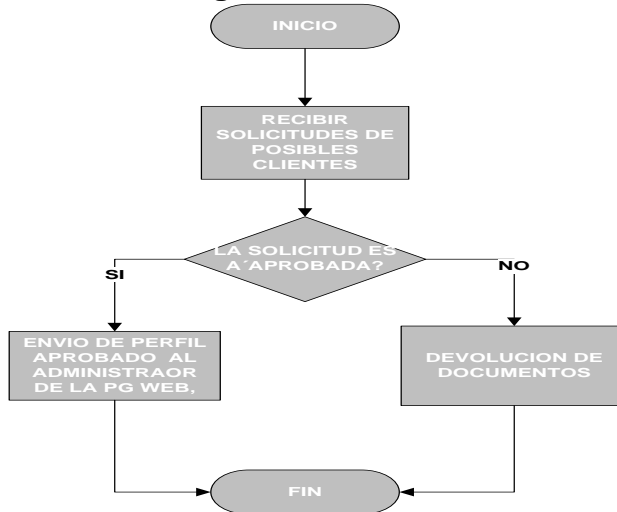 INICIO
RECIBIR
SOLICITUDES DE
POSIBLES
CLIENTES
LA SOLICITUD ES
A´APROBADA?
SI
NO
ENVIO DE PERFIL
APROBADO AL
ADMINISTRAOR
DE LA PG WEB,
DEVOLUCION DE
DOCUMENTOS
FIN